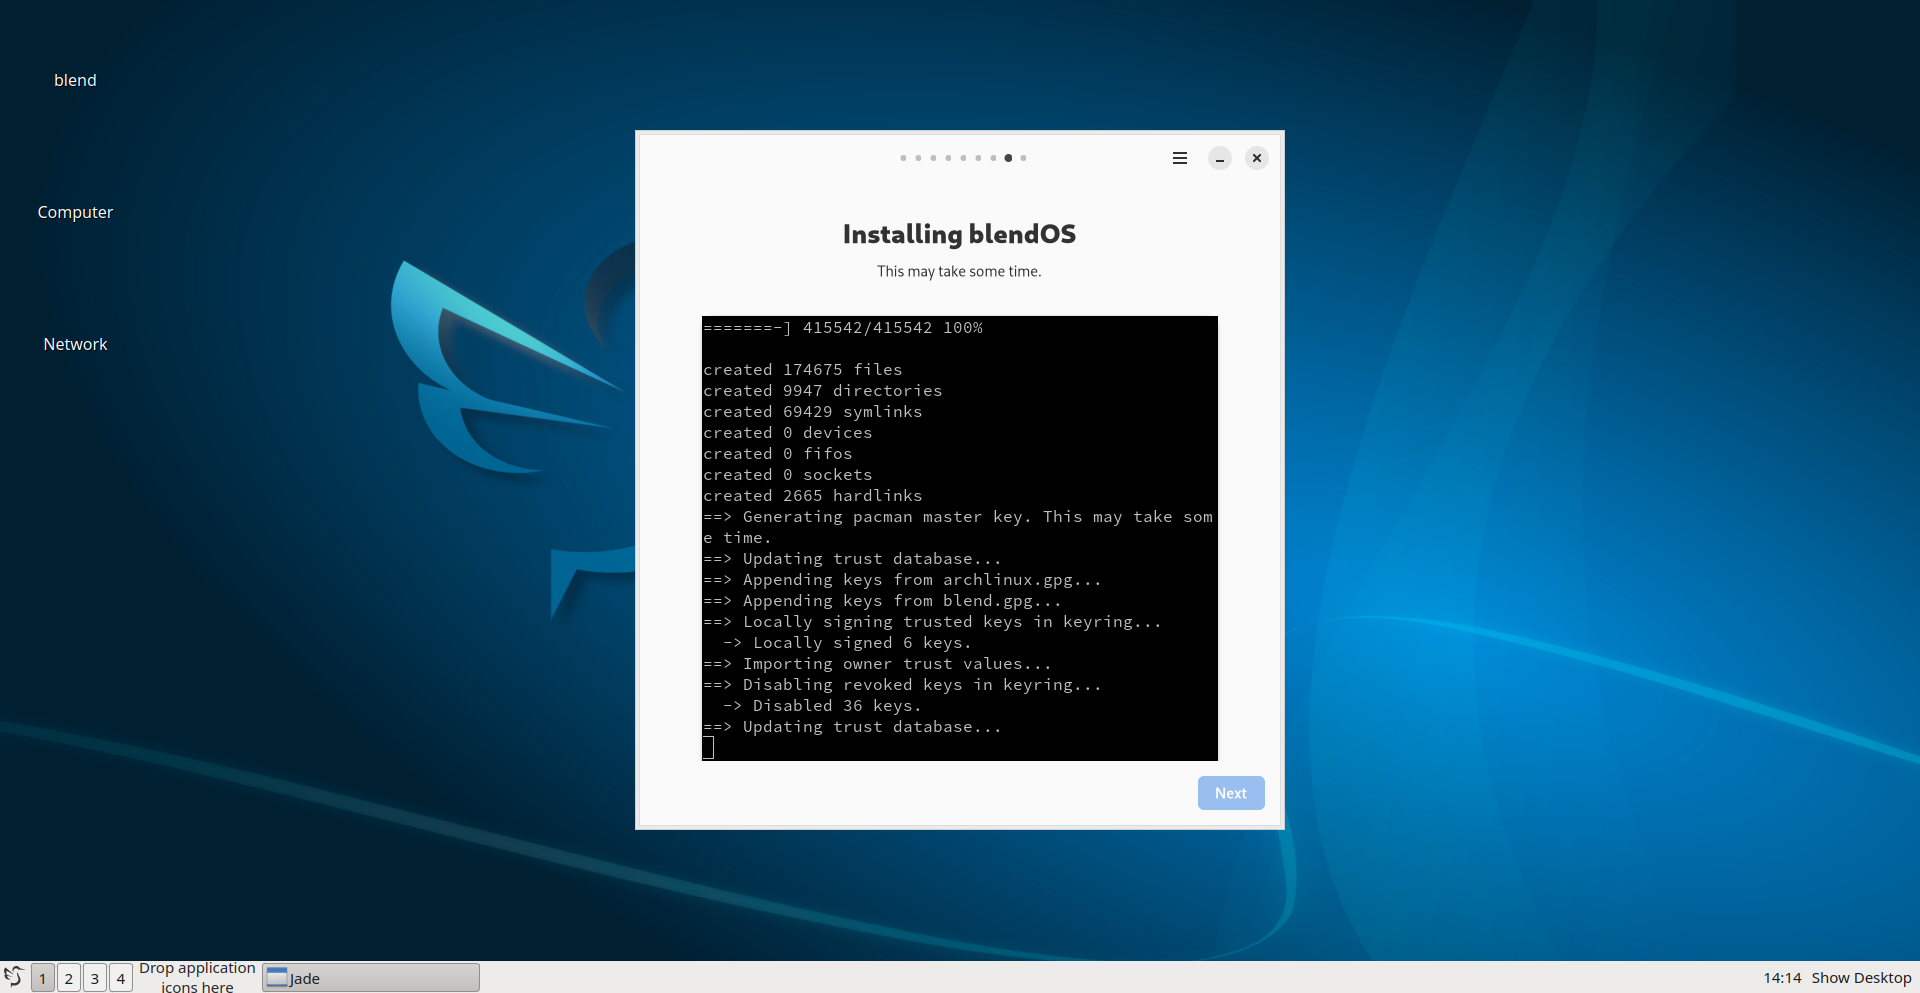 blend
Computer
Network
Installing blendOS
This may take some time.
=======-] 415542/415542 100%
created 174675 files
created 9947 directories
created 69429 symlinks
created 0 devices
created 0 fifos
created 0 sockets
created 2665 hardlinks
==> Generating pacman master key. This may take som
e time.
==> Updating trust database...
==> Appending keys from archlinux.gpg...
==> Appending keys from blend.gpg...
==> Locally signing trusted keys in keyring...
  -> Locally signed 6 keys.
==> Importing owner trust values...
==> Disabling revoked keys in keyring...
  -> Disabled 36 keys.
==> Updating trust database...
Next
1 2 3 4
Drop application
icons here
Jade
14:14 Show Desktop